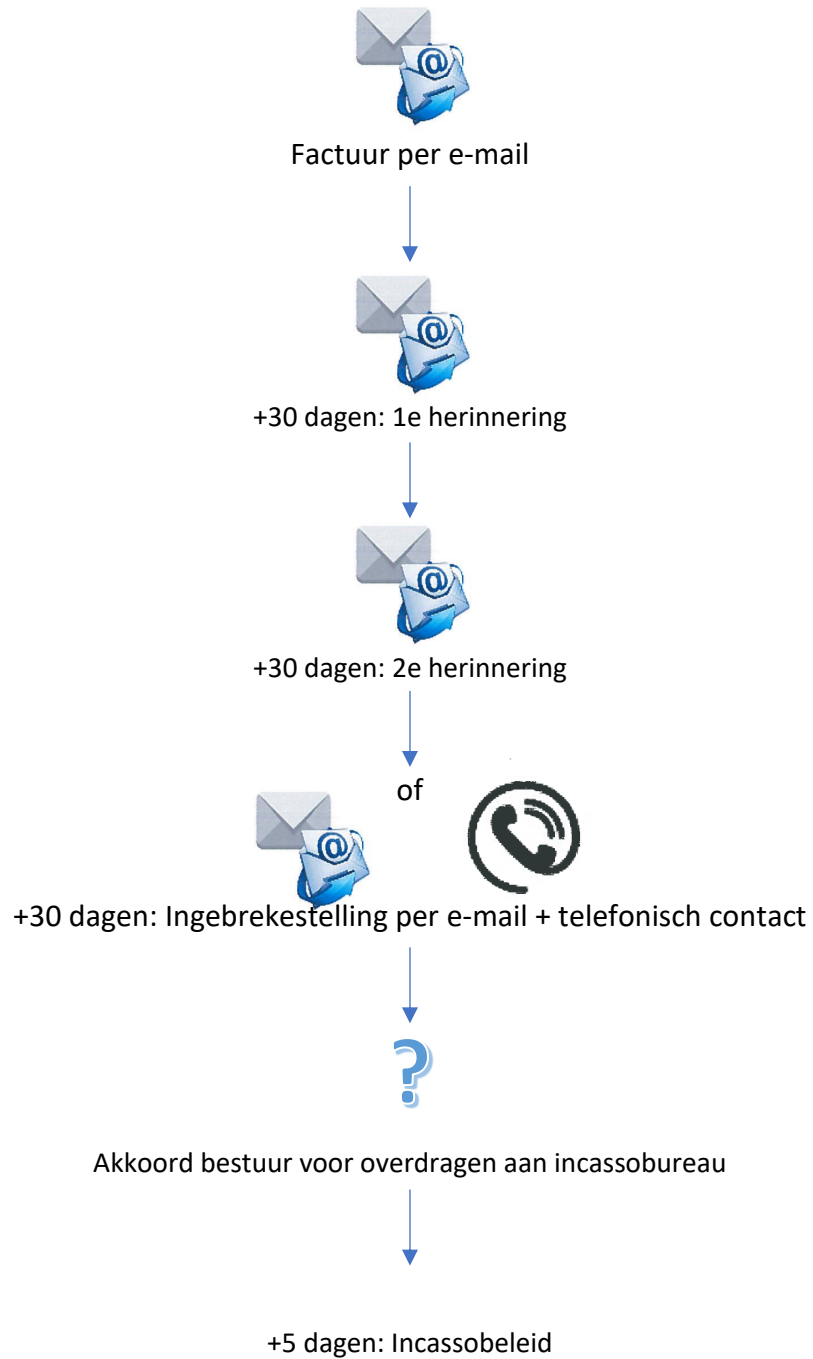 Factuur per e-mail
+30 dagen: 1e herinnering
+30 dagen: 2e herinnering
of
+30 dagen: Ingebrekestelling per e-mail + telefonisch contact
?
Akkoord bestuur voor overdragen aan incassobureau
+5 dagen: Incassobeleid